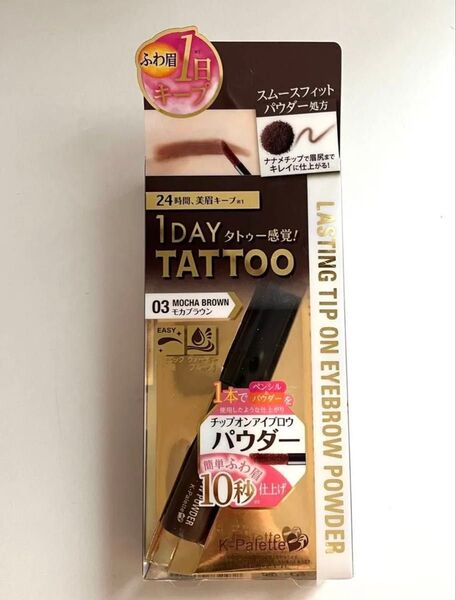 ふわ眉
1日
キープ
スムースフィット
パウダー処方
ナナメチップで眉尻まで
キレイに仕上がる!
24時間、美眉キープ※1
1DAY タトゥー感覚!
TATTOO
03 MOCHA BROWN
モカブラウン
EASY
LASTING TIP ON EYEBROW POWDER
1本で ペンシル パウダー を
使用したような仕上がり
チップオンアイブロウ
パウダー
簡単ふわ眉
10秒 仕上げ
POWDER
K-Palette
K-Palette